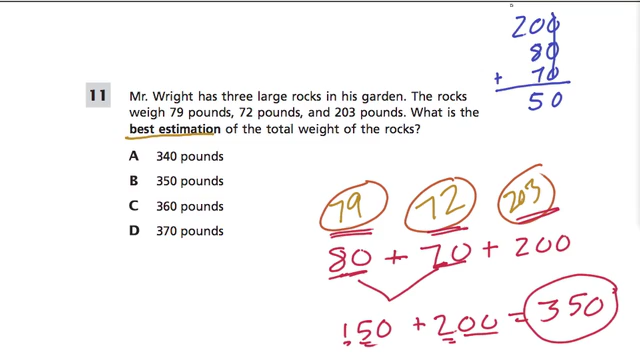 200
80
+ 70
50
11 Mr. Wright has three large rocks in his garden. The rocks
weigh 79 pounds, 72 pounds, and 203 pounds. What is the
best estimation of the total weight of the rocks?
A 340 pounds
B 350 pounds
C 360 pounds
D 370 pounds
79 72 203
80 + 70 + 200
150 + 200 = 350